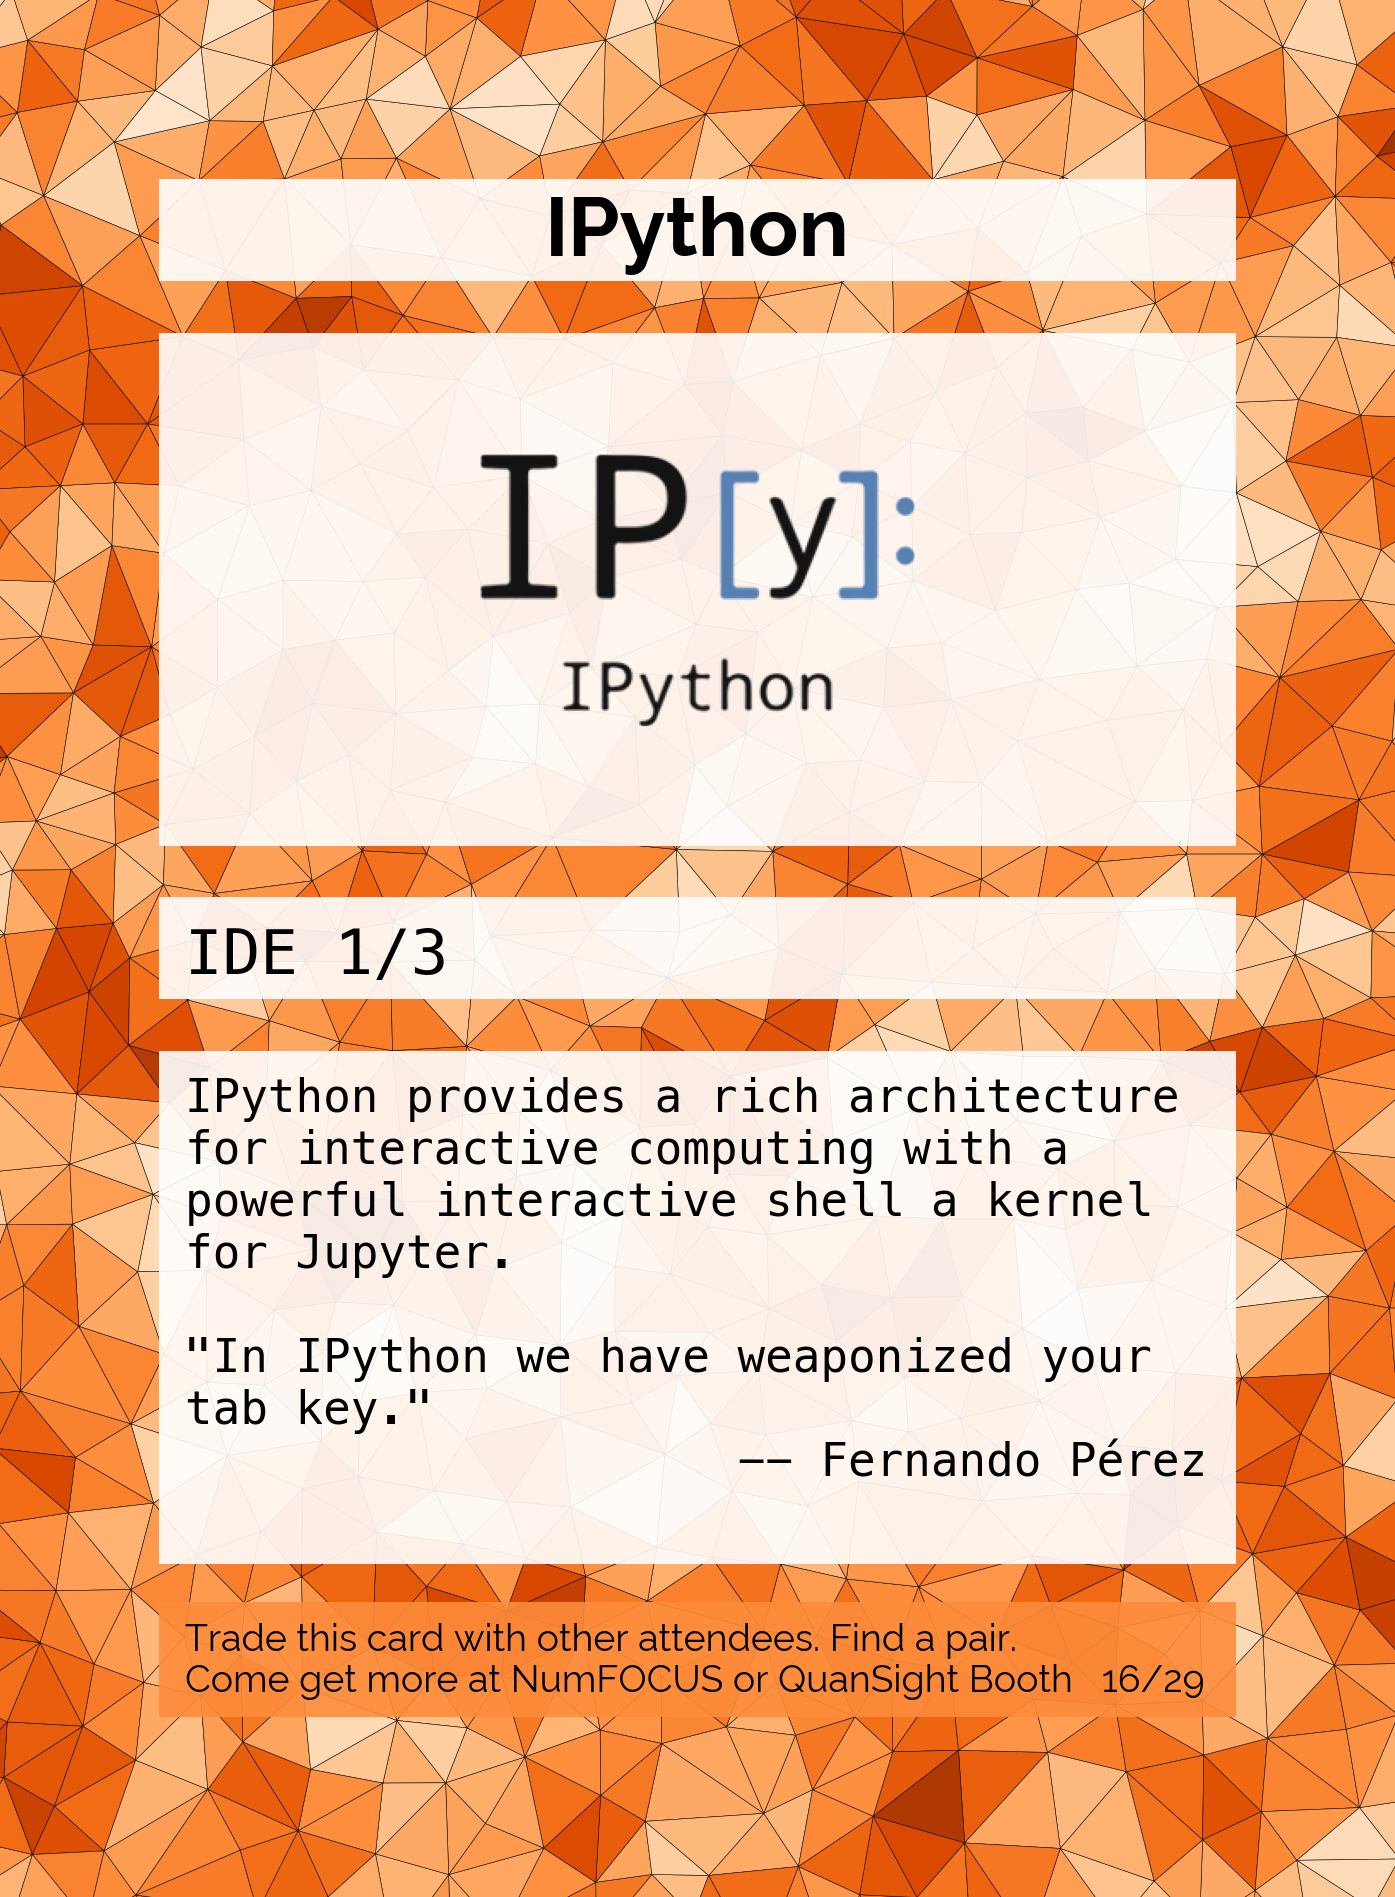 IPython
IP[y]:
IPython
IDE 1/3
IPython provides a rich architecture
for interactive computing with a
powerful interactive shell a kernel
for Jupyter.
"In IPython we have weaponized your
tab key."
-- Fernando Pérez
Trade this card with other attendees. Find a pair.
Come get more at NumFOCUS or QuanSight Booth 16/29